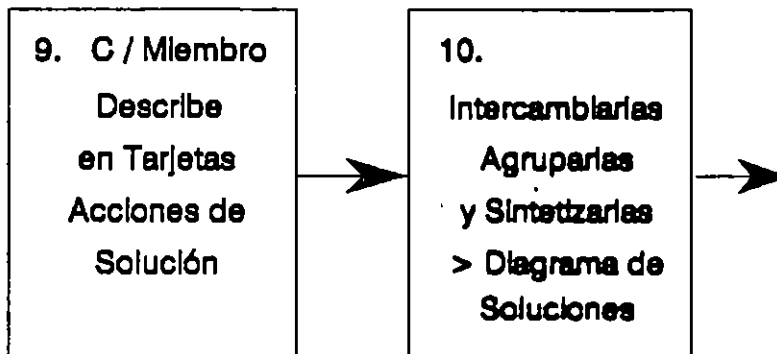 9. C / Miembro
Describe
en Tarjetas
Acciones de
Solución
10.
Intercambiarlas
Agruparlas
y Sintetizarlas
> Diagrama de
Soluciones